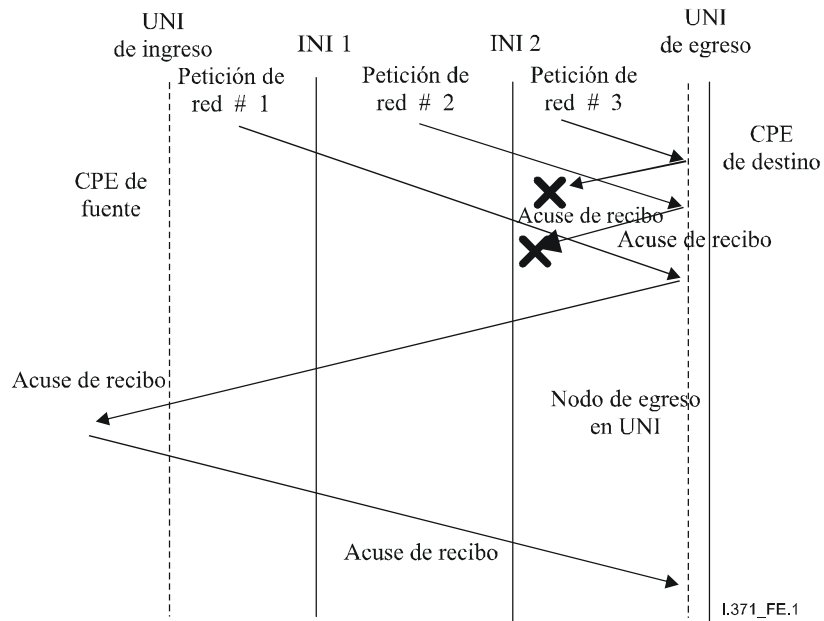 UNI
de ingreso
INI 1
INI 2
UNI
de egreso
Petición de
red # 1
Petición de
red # 2
Petición de
red # 3
CPE
de destino
CPE de
fuente
Acuse de recibo
Acuse de recibo
Acuse de recibo
Nodo de egreso
en UNI
Acuse de recibo
I.371_FE.1